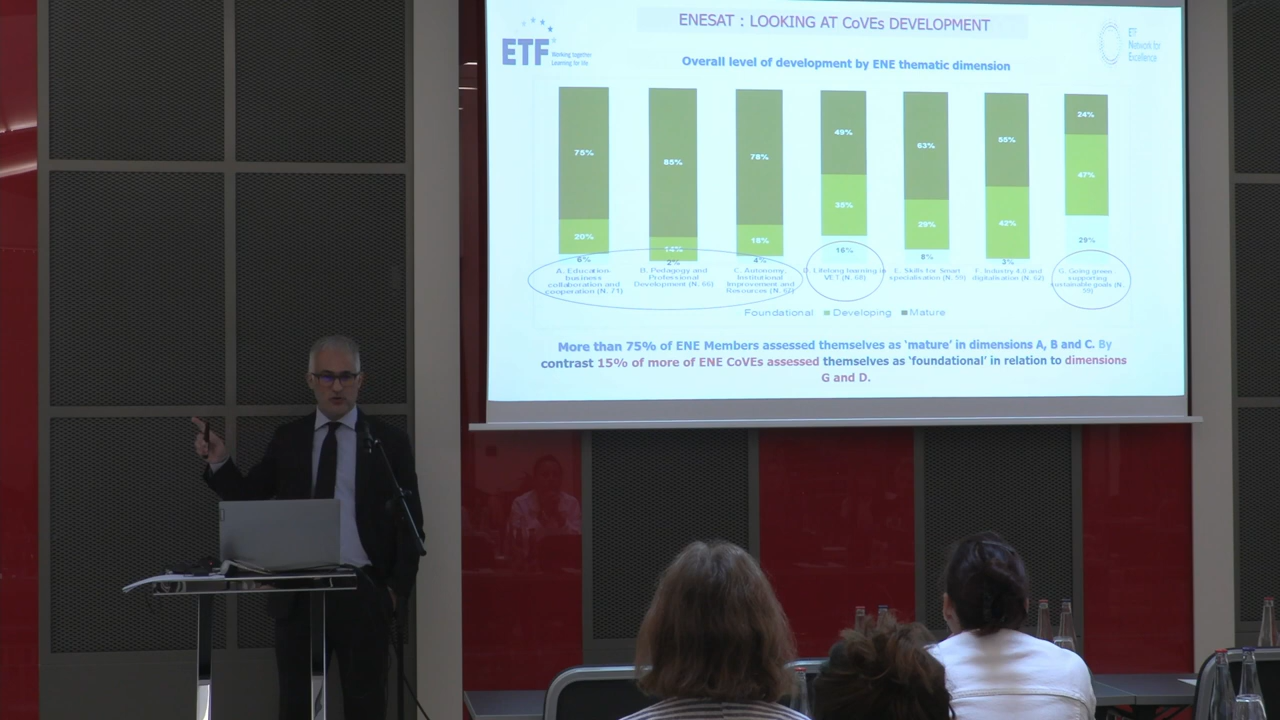 ENESAT : LOOKING AT CoVEs DEVELOPMENT
ETF
Working together
Learning for life
ETF
Network for
Excellence
Overall level of development by ENE thematic dimension
75%
85%
78%
49%
63%
55%
24%
20%
14%
18%
35%
29%
42%
47%
6%
2%
4%
16%
8%
3%
29%
A. Education-
business
collaboration and
cooperation (N. 71)
B. Pedagogy and
Professional
Development (N. 66)
C. Autonomy,
Institutional
Improvement and
Resources (N. 67)
D. Lifelong learning in
VET (N. 68)
E. Skills for Smart
specialisation (N. 59)
F. Industry 4.0 and
digitalisation (N. 62)
G. Going green
supporting
sustainable goals (N.
59)
Foundational
Developing
Mature
More than 75% of ENE Members assessed themselves as ‘mature’ in dimensions A, B and C. By
contrast 15% of more of ENE CoVEs assessed themselves as ‘foundational’ in relation to dimensions
G and D.